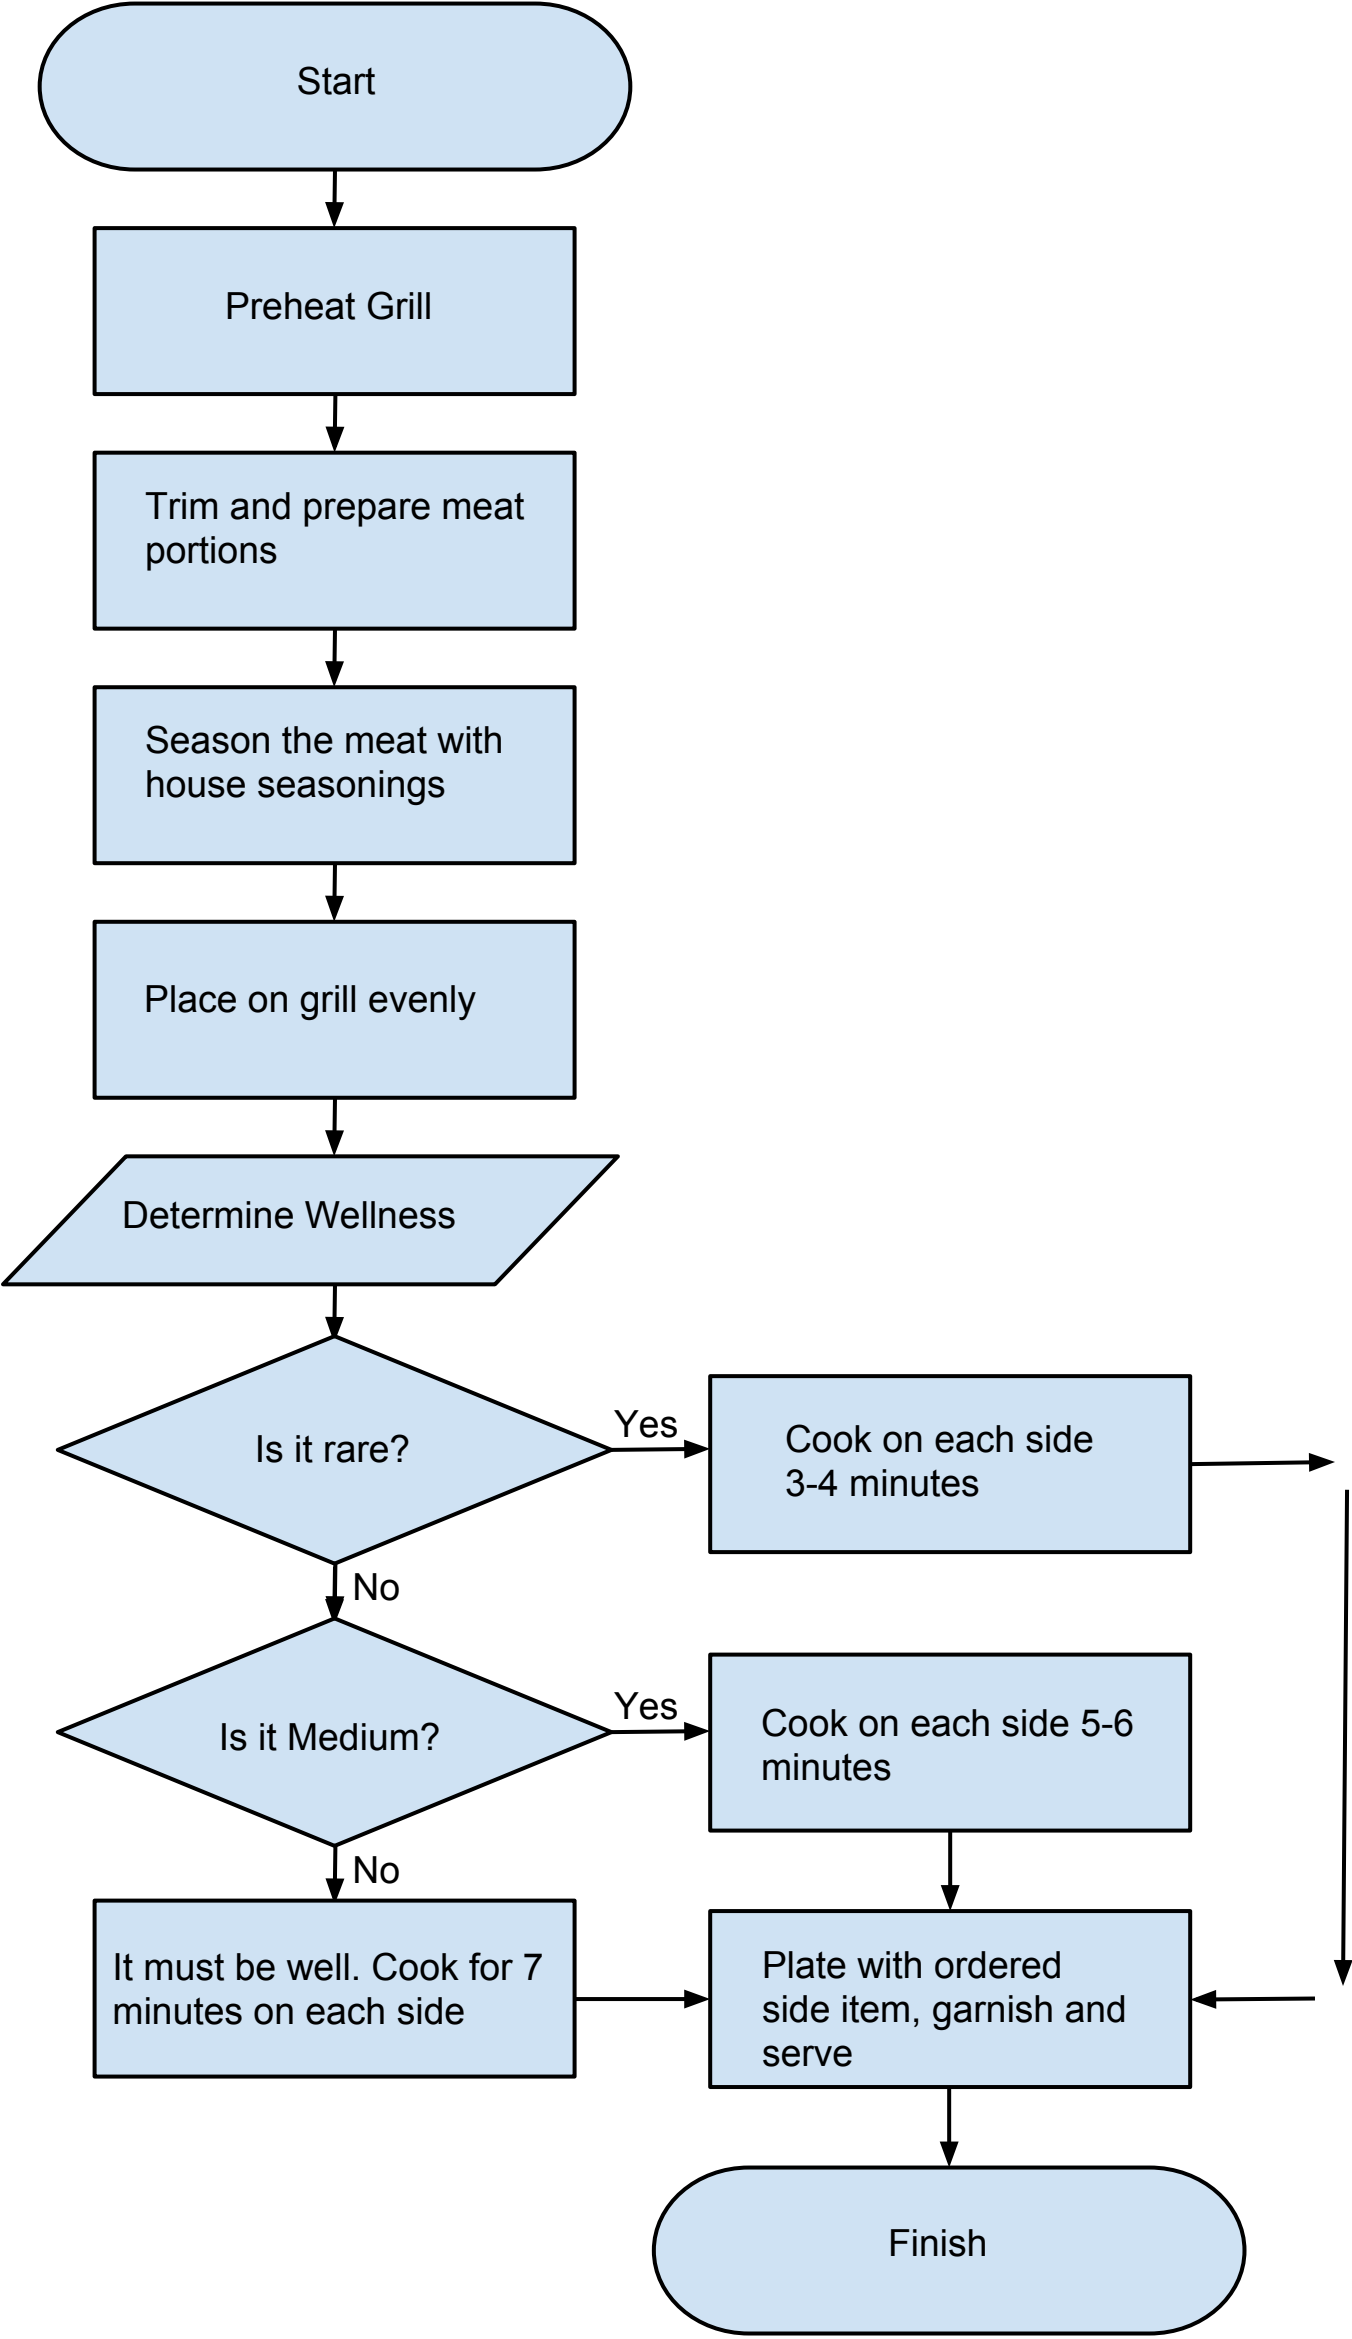 Start
Preheat Grill
Trim and prepare meat
portions
Season the meat with
house seasonings
Place on grill evenly
Determine Wellness
Is it rare?
Yes
Cook on each side
3-4 minutes
No
Is it Medium?
Yes
Cook on each side 5-6
minutes
No
It must be well. Cook for 7
minutes on each side
Plate with ordered
side item, garnish and
serve
Finish